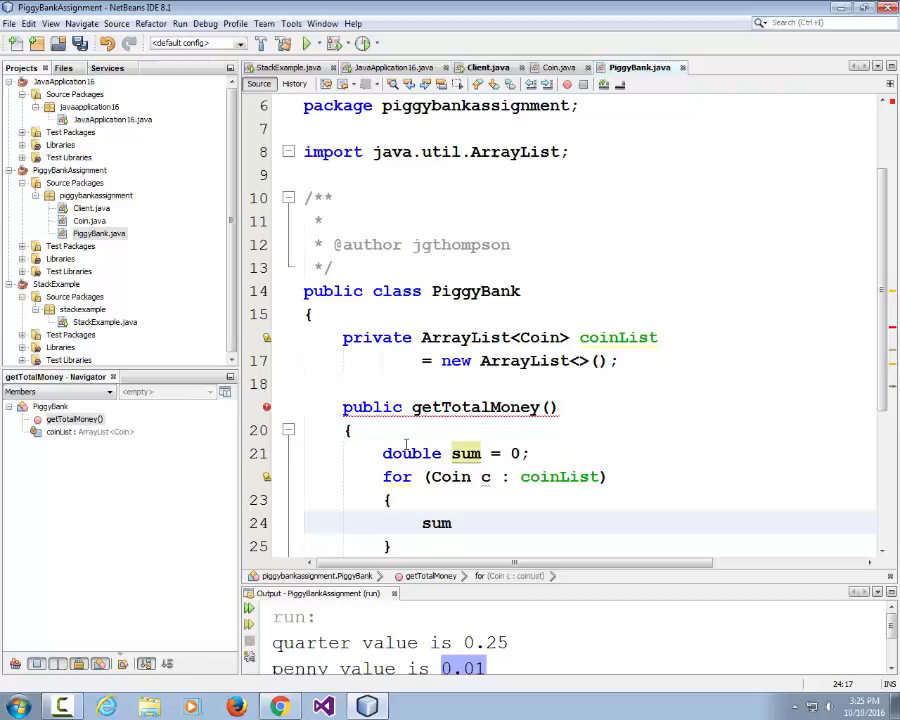 PiggyBankAssignment - NetBeans IDE 8.1
File Edit View Navigate Source Refactor Run Debug Profile Team Tools Window Help
<default config>
Search (Ctrl+I)
Projects Files Services
StackExample.java JavaApplication16.java Client.java Coin.java PiggyBank.java
Source History
JavaApplication16
Source Packages
javaapplication16
JavaApplication16.java
Test Packages
Libraries
Test Libraries
PiggyBankAssignment
Source Packages
piggybankassignment
Client.java
Coin.java
PiggyBank.java
Test Packages
Libraries
Test Libraries
StackExample
Source Packages
stackexample
StackExample.java
Test Packages
Libraries
Test Libraries
getTotalMoney - Navigator
Members <empty>
PiggyBank
getTotalMoney()
coinList : ArrayList<Coin>
6 package piggybankassignment;
7
8 import java.util.ArrayList;
9
10 /**
11 *
12 * @author jgthompson
13 */
14 public class PiggyBank
15 {
private ArrayList<Coin> coinList
17 = new ArrayList<>();
18
public getTotalMoney()
20 {
21 double sum = 0;
for (Coin c : coinList)
23 {
24 sum
25 }
piggybankassignment.PiggyBank getTotalMoney for (Coin c : coinList)
Output - PiggyBankAssignment (run)
run:
quarter value is 0.25
penny value is 0.01
24:17 INS
3:25 PM
10/10/2016